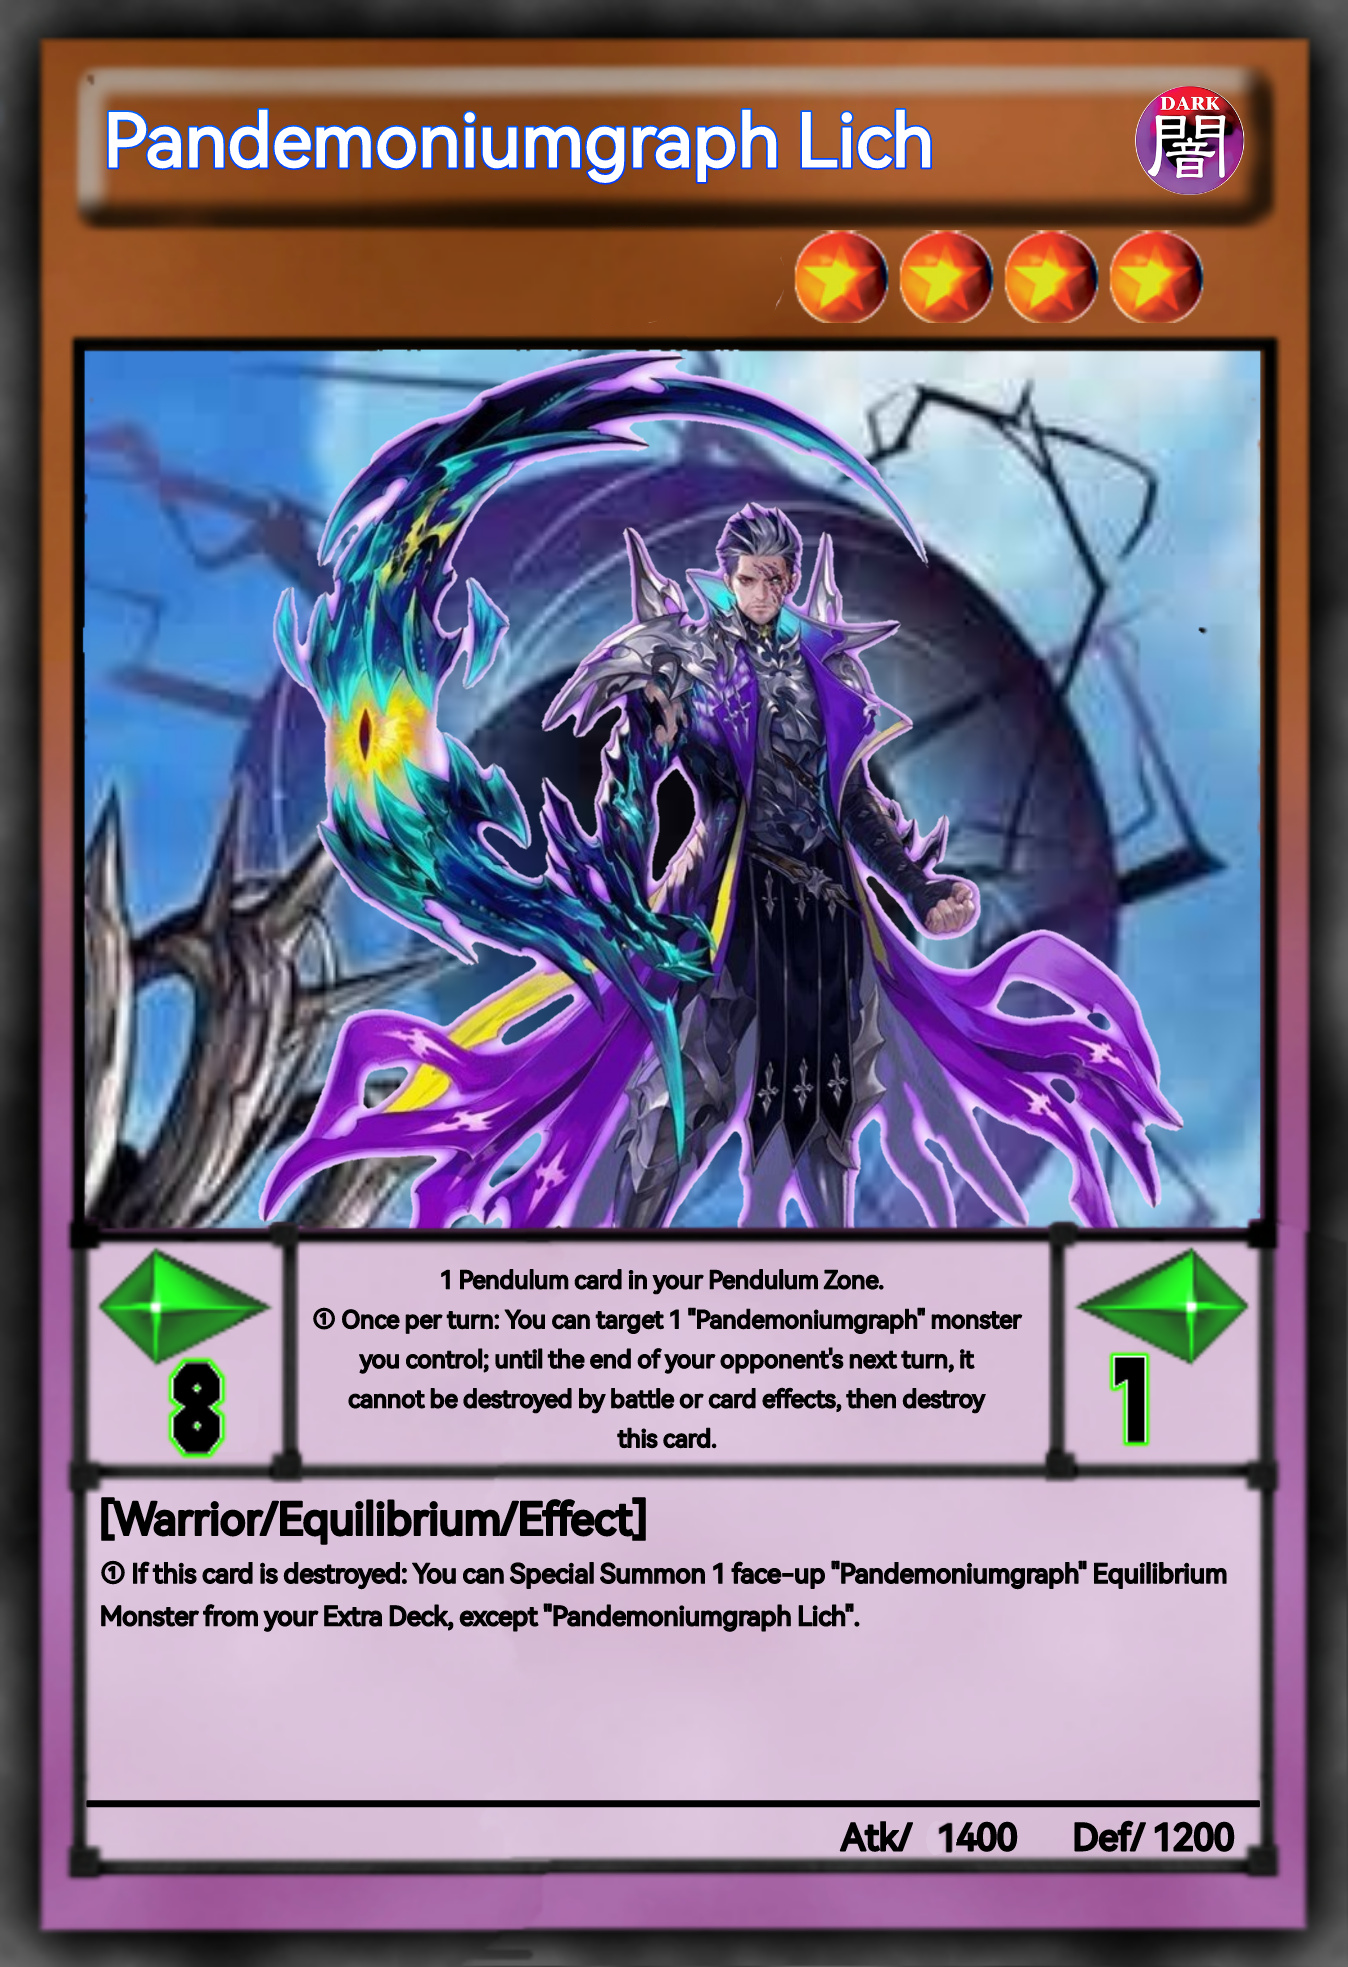 Pandemoniumgraph Lich
DARK
闇
1 Pendulum card in your Pendulum Zone.
① Once per turn: You can target 1 "Pandemoniumgraph" monster
you control; until the end of your opponent's next turn, it
cannot be destroyed by battle or card effects, then destroy
this card.
8
1
[Warrior/Equilibrium/Effect]
① If this card is destroyed: You can Special Summon 1 face-up "Pandemoniumgraph" Equilibrium
Monster from your Extra Deck, except "Pandemoniumgraph Lich".
Atk/ 1400 Def/ 1200